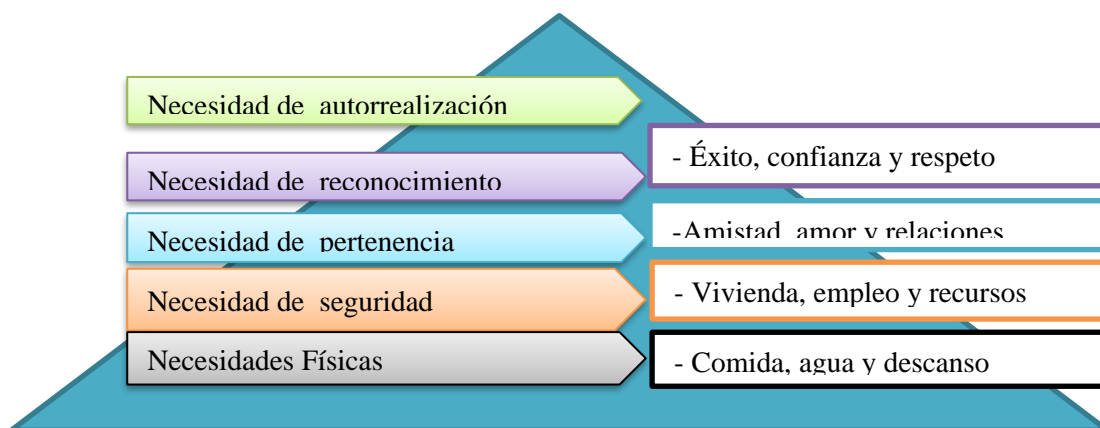 Necesidad de autorrealización
Necesidad de reconocimiento
- Éxito, confianza y respeto
Necesidad de pertenencia
-Amistad, amor y relaciones
Necesidad de seguridad
- Vivienda, empleo y recursos
Necesidades Físicas
- Comida, agua y descanso